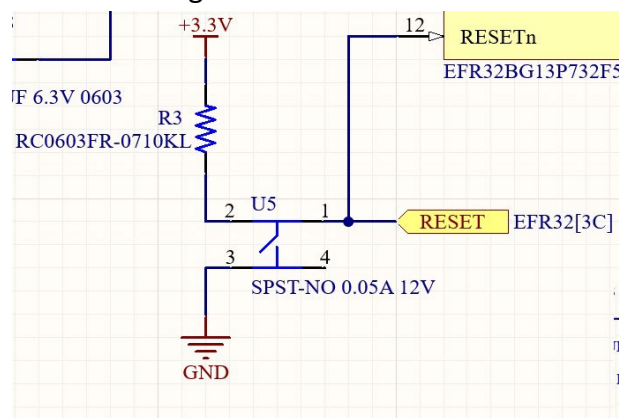 +3.3V
12
RESETn
EFR32BG13P732F5
6.3V 0603
R3
RC0603FR-0710KL
U5
2
1
RESET
EFR32[3C]
3
4
SPST-NO 0.05A 12V
GND